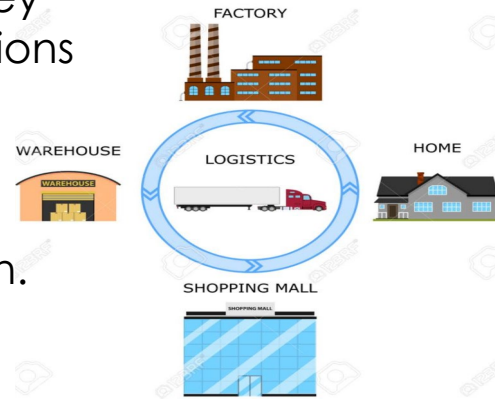 ey
ions
n.
FACTORY
WAREHOUSE
WAREHOUSE
LOGISTICS
HOME
SHOPPING MALL
SHOPPING MALL